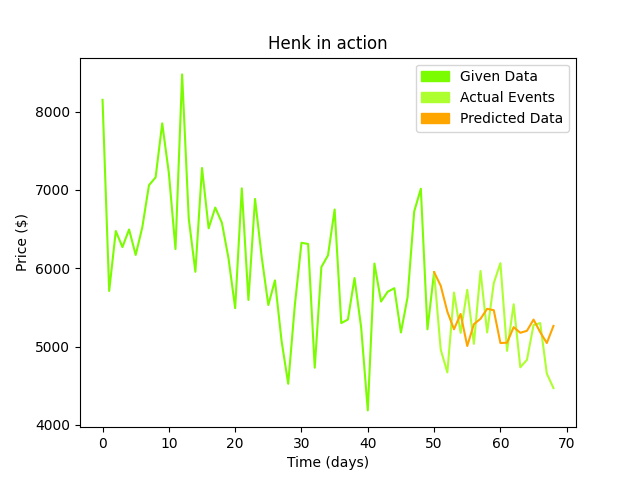 Henk in action
Given Data
Actual Events
Predicted Data
Price ($)
8000
7000
6000
5000
4000
0 10 20 30 40 50 60 70
Time (days)